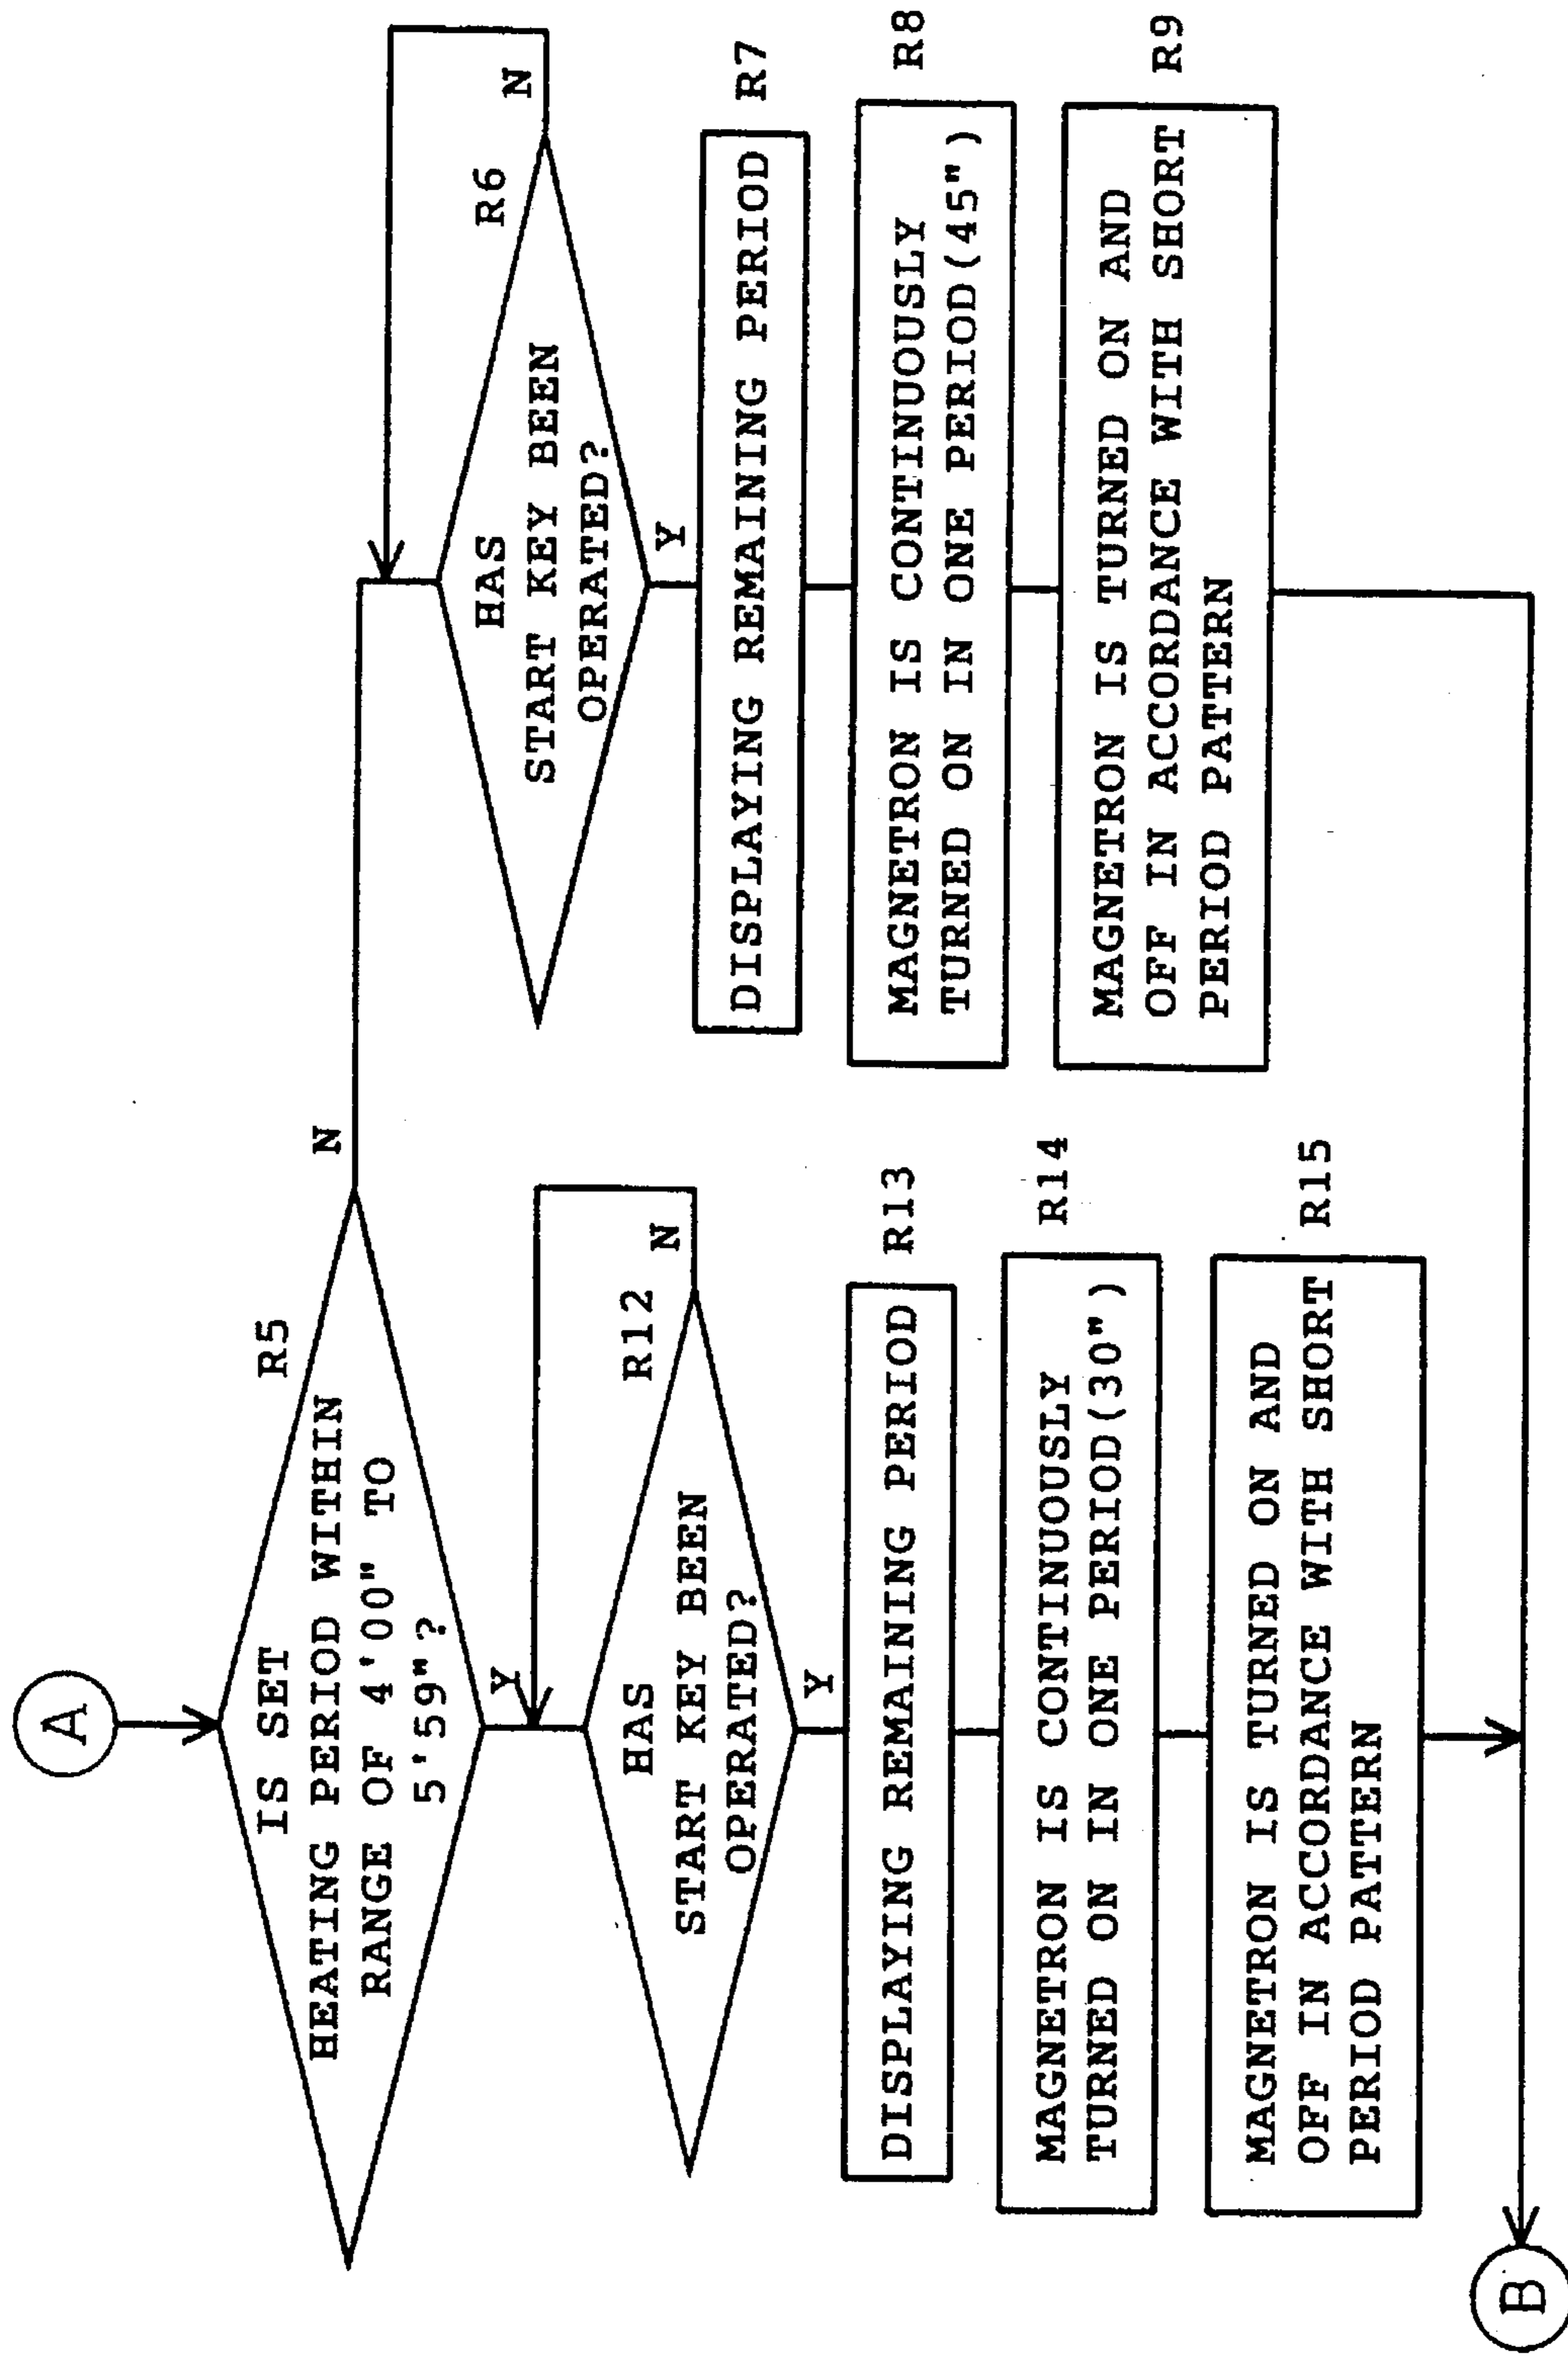 A
IS SET
HEATING PERIOD WITHIN
RANGE OF 4'00" TO
5'59"?
R5
N
Y
HAS
START KEY BEEN
OPERATED?
R12
N
Y
DISPLAYING REMAINING PERIOD
R13
MAGNETRON IS CONTINUOUSLY
TURNED ON IN ONE PERIOD(30")
R14
MAGNETRON IS TURNED ON AND
OFF IN ACCORDANCE WITH SHORT
PERIOD PATTERN
R15
HAS
START KEY BEEN
OPERATED?
R6
N
Y
DISPLAYING REMAINING PERIOD
R7
MAGNETRON IS CONTINUOUSLY
TURNED ON IN ONE PERIOD(45")
R8
MAGNETRON IS TURNED ON AND
OFF IN ACCORDANCE WITH SHORT
PERIOD PATTERN
R9
B